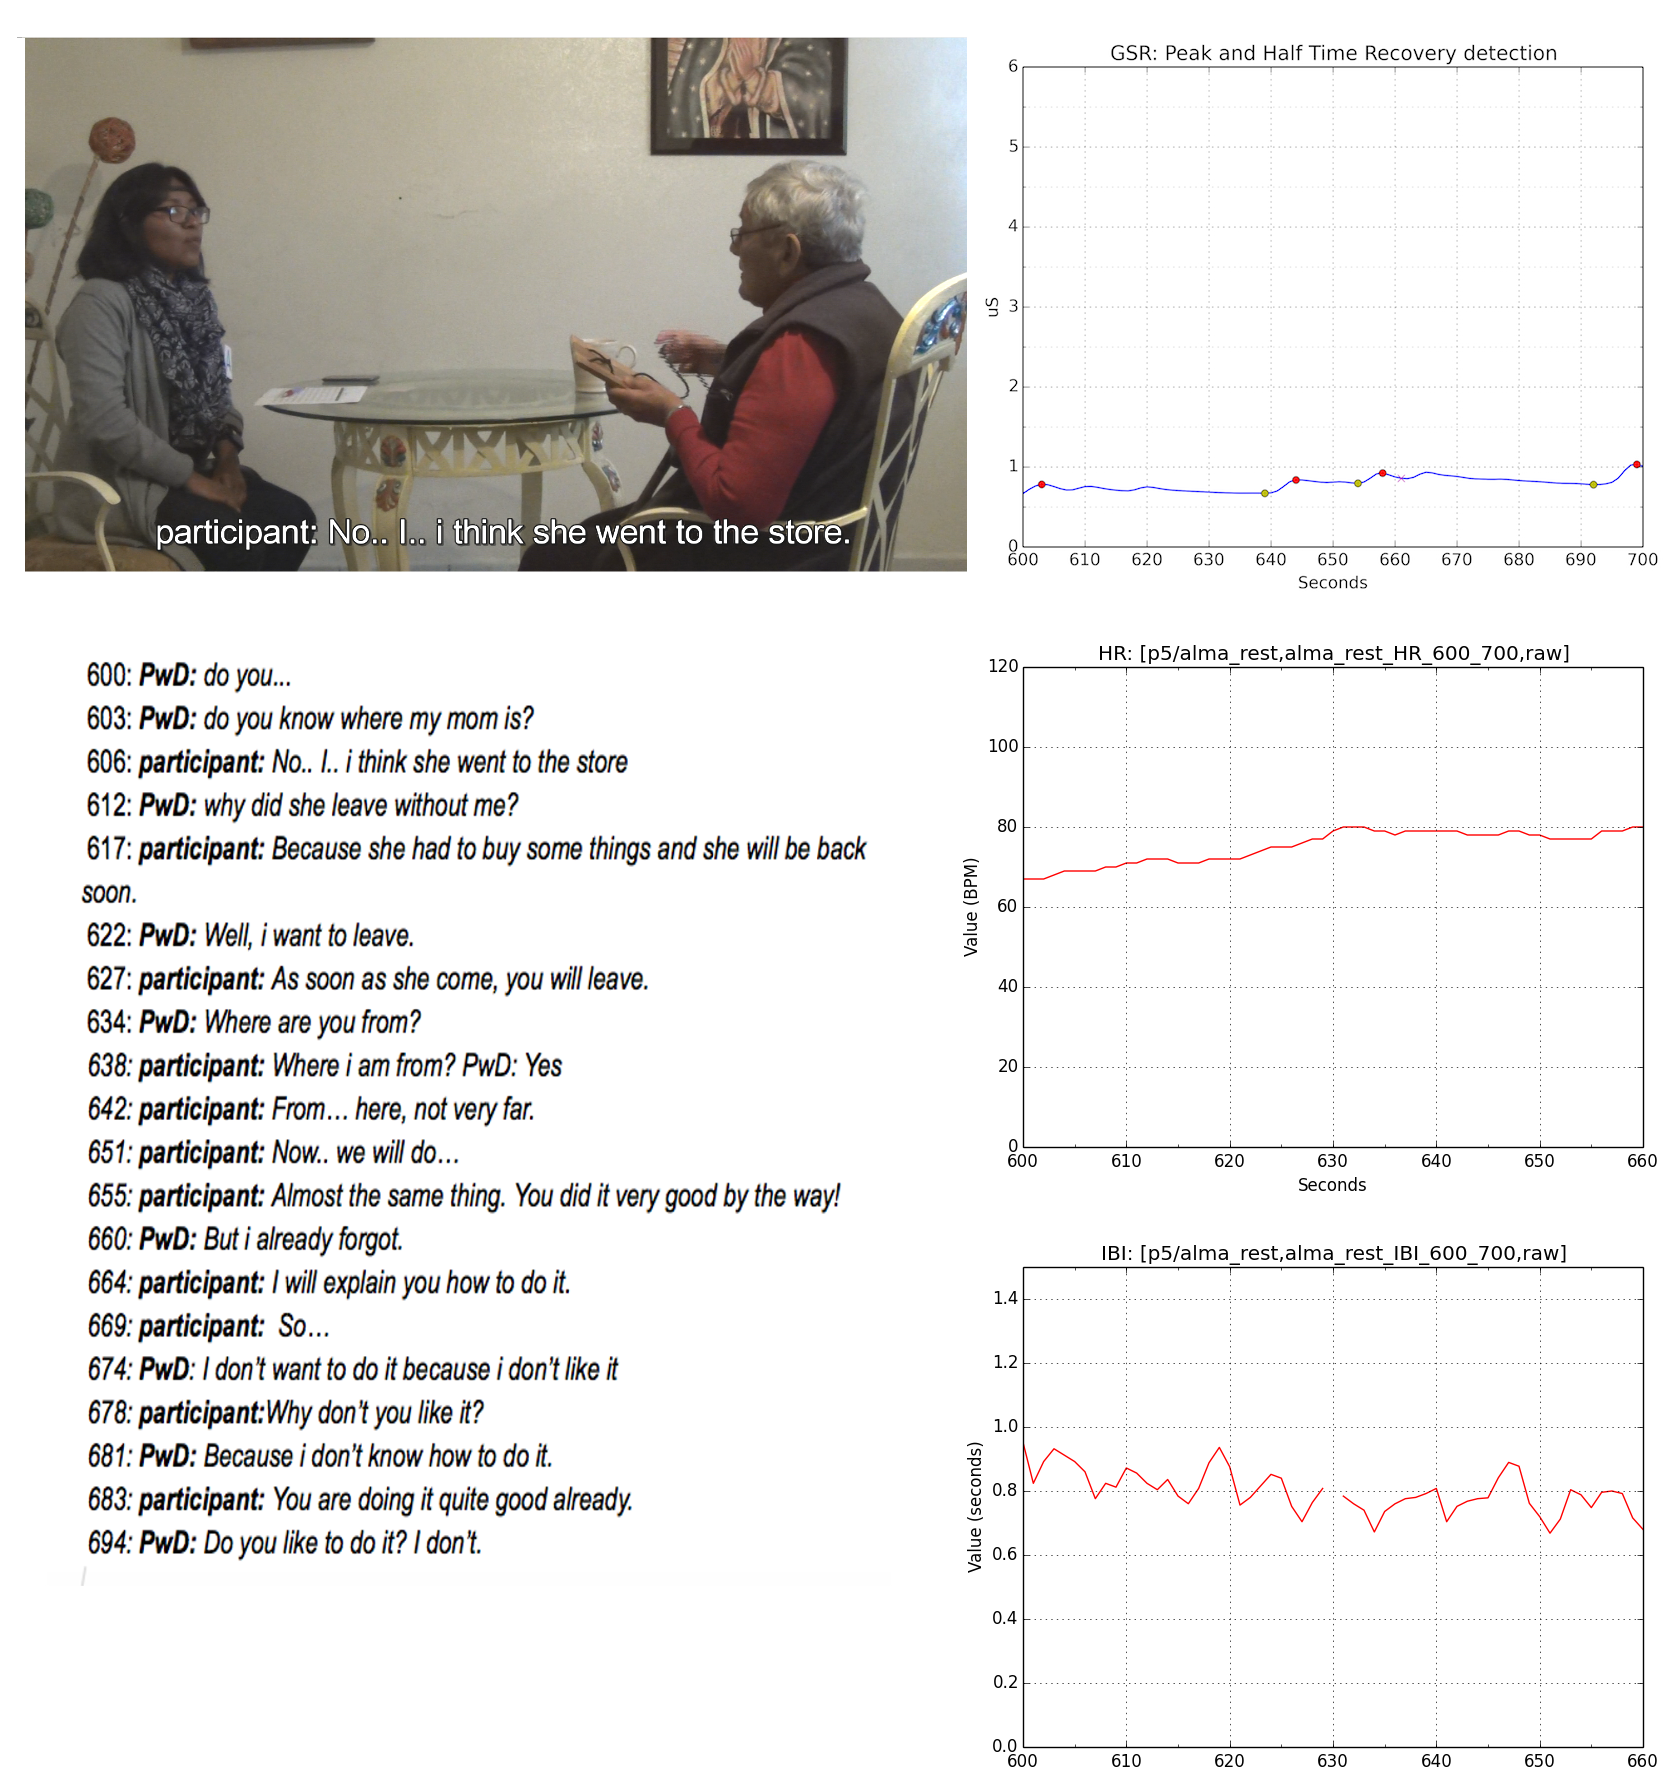 participant: No.. I.. i think she went to the store.
GSR: Peak and Half Time Recovery detection
6
5
4
3
2
1
0
uS
600 610 620 630 640 650 660 670 680 690 700
Seconds
600: PwD: do you...
603: PwD: do you know where my mom is?
606: participant: No.. I.. i think she went to the store
612: PwD: why did she leave without me?
617: participant: Because she had to buy some things and she will be back
soon.
622: PwD: Well, i want to leave.
627: participant: As soon as she come, you will leave.
634: PwD: Where are you from?
638: participant: Where i am from? PwD: Yes
642: participant: From… here, not very far.
651: participant: Now.. we will do…
655: participant: Almost the same thing. You did it very good by the way!
660: PwD: But i already forgot.
664: participant: I will explain you how to do it.
669: participant: So…
674: PwD: I don't want to do it because i don't like it
678: participant:Why don't you like it?
681: PwD: Because i don't know how to do it.
683: participant: You are doing it quite good already.
694: PwD: Do you like to do it? I don't.
HR: [p5/alma_rest,alma_rest_HR_600_700,raw]
120
100
80
60
40
20
0
Value (BPM)
600 610 620 630 640 650 660
Seconds
IBI: [p5/alma_rest,alma_rest_IBI_600_700,raw]
1.4
1.2
1.0
0.8
0.6
0.4
0.2
0.0
Value (seconds)
600 610 620 630 640 650 660